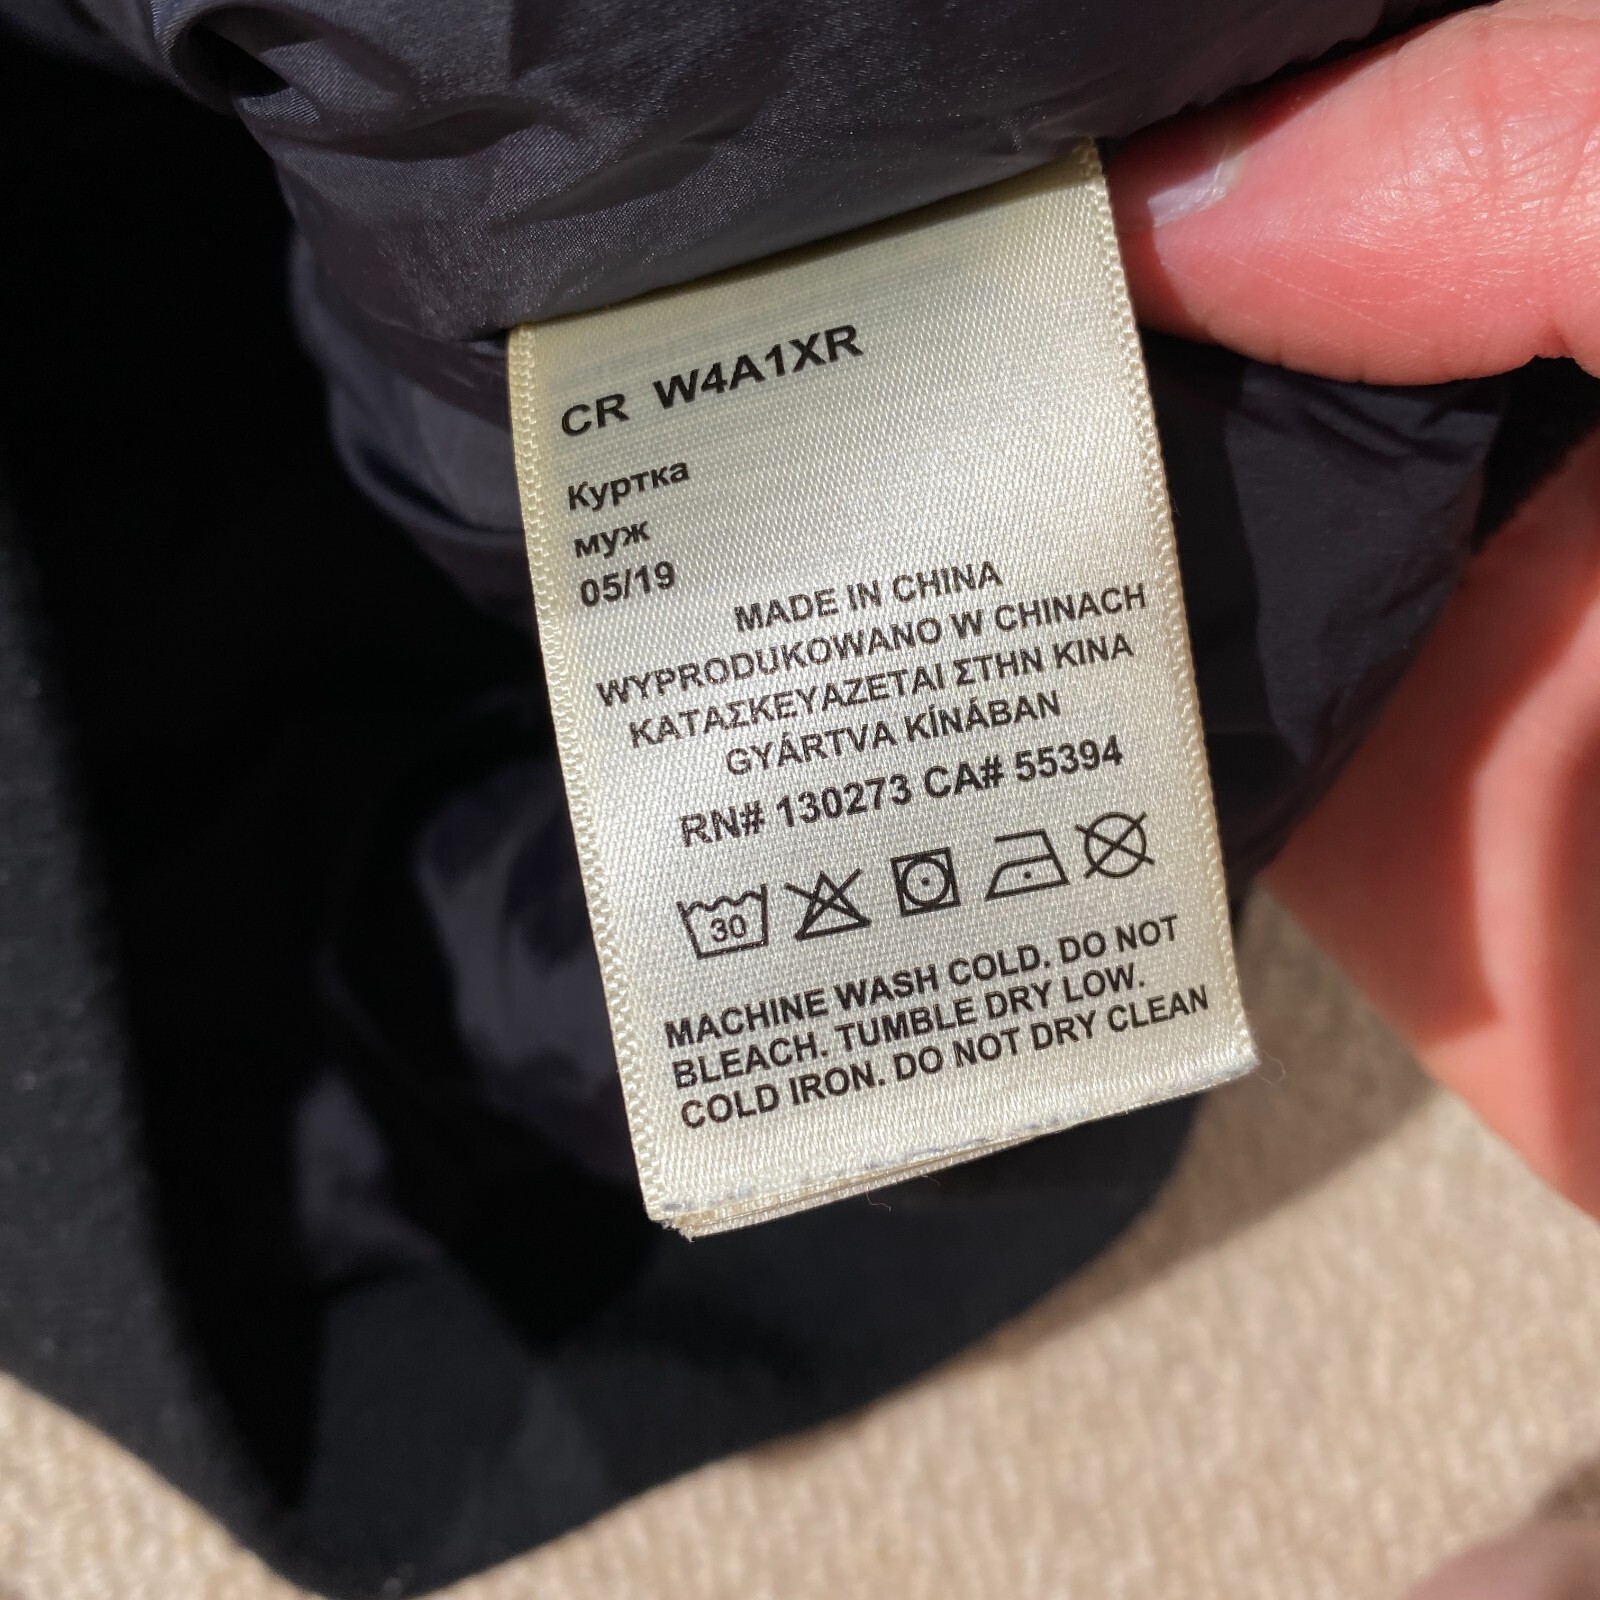 CR W4A1XR
Куртка
муж
05/19
MADE IN CHINA
WYPRODUKOWANO W CHINACH
ΚΑΤΑΣΚΕΥΑΖΕΤΑΙ ΣΤΗΝ ΚΙΝΑ
GYÁRTVA KÍNÁBAN
RN# 130273 CA# 55394
30
MACHINE WASH COLD. DO NOT
BLEACH. TUMBLE DRY LOW.
COLD IRON. DO NOT DRY CLEAN